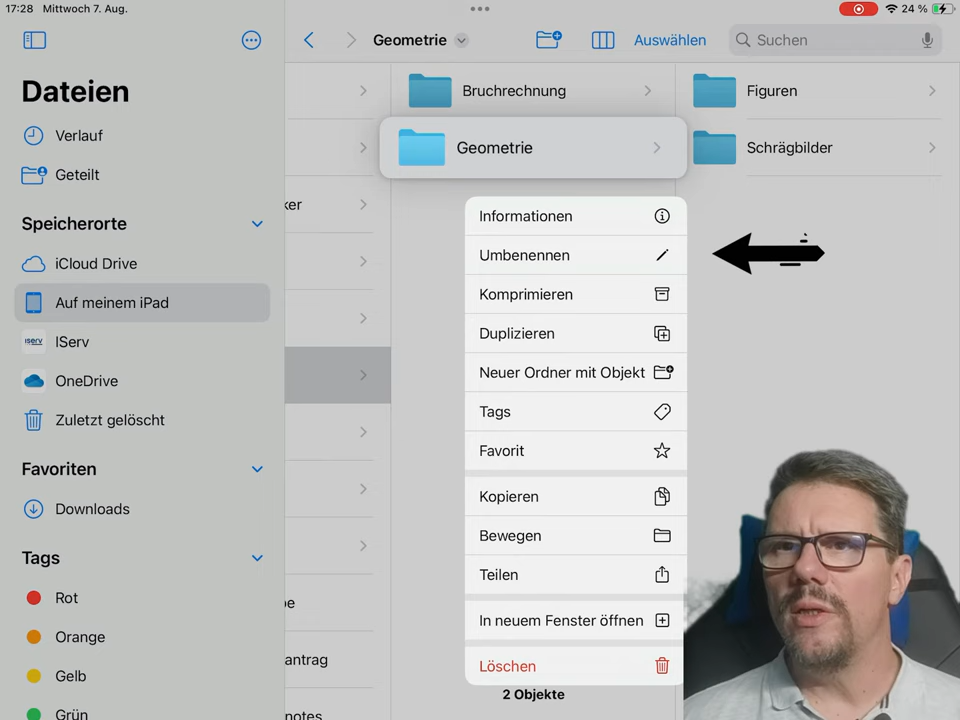 17:28 Mittwoch 7. Aug.
24 %
Dateien
Verlauf
Geteilt
Speicherorte
iCloud Drive
Auf meinem iPad
IServ
IServ
OneDrive
Zuletzt gelöscht
Favoriten
Downloads
Tags
Rot
Orange
Gelb
Grün
Geometrie
Auswählen
Suchen
ker
oe
antrag
notes
Bruchrechnung
Geometrie
Figuren
Schrägbilder
Informationen
Umbenennen
Komprimieren
Duplizieren
Neuer Ordner mit Objekt
Tags
Favorit
Kopieren
Bewegen
Teilen
In neuem Fenster öffnen
Löschen
2 Objekte